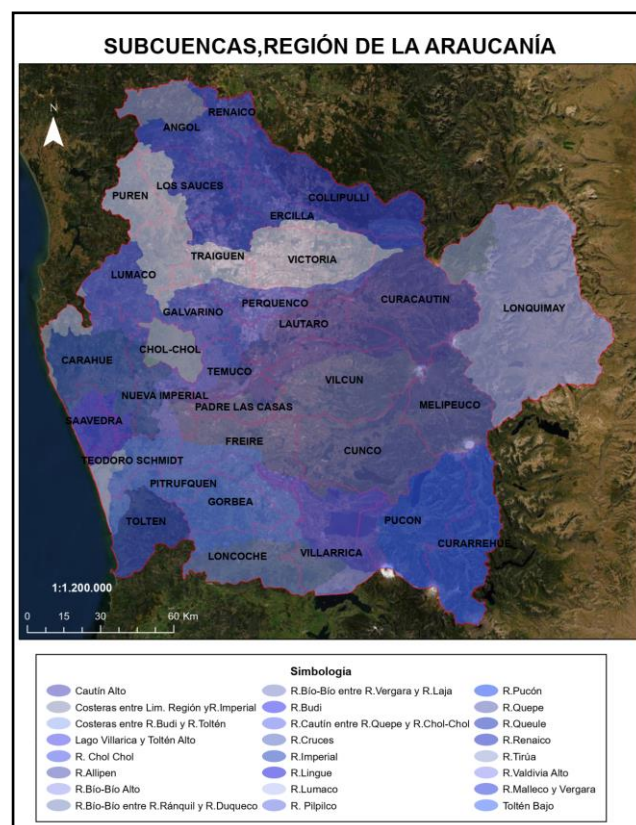 SUBCUENCAS,REGIÓN DE LA ARAUCANÍA
N
RENAICO
ANGOL
LOS SAUCES
PUREN
COLLIPULLI
ERCILLA
TRAIGUEN
VICTORIA
LUMACO
PERQUENCO
CURACAUTIN
LONQUIMAY
GALVARINO
LAUTARO
CHOL-CHOL
CARAHUE
TEMUCO
VILCUN
NUEVA IMPERIAL
PADRE LAS CASAS
MELIPEUCO
SAAVEDRA
FREIRE
CUNCO
TEODORO SCHMIDT
PITRUFQUEN
GORBEA
TOLTEN
PUCON
CURARREHUE
LONCOCHE
VILLARRICA
1:1.200.000
0 15 30 60 Km
Simbología
Cautín Alto
Costeras entre Lim. Región yR.Imperial
Costeras entre R.Budi y R.Toltén
Lago Villarica y Toltén Alto
R. Chol Chol
R.Allipen
R.Bío-Bío Alto
R.Bío-Bío entre R.Ránquil y R.Duqueco
R.Bío-Bío entre R.Vergara y R.Laja
R.Budi
R.Cautín entre R.Quepe y R.Chol-Chol
R.Cruces
R.Imperial
R.Lingue
R.Lumaco
R. Pilpilco
R.Pucón
R.Quepe
R.Queule
R.Renaico
R.Tirúa
R.Valdivia Alto
R.Malleco y Vergara
Toltén Bajo